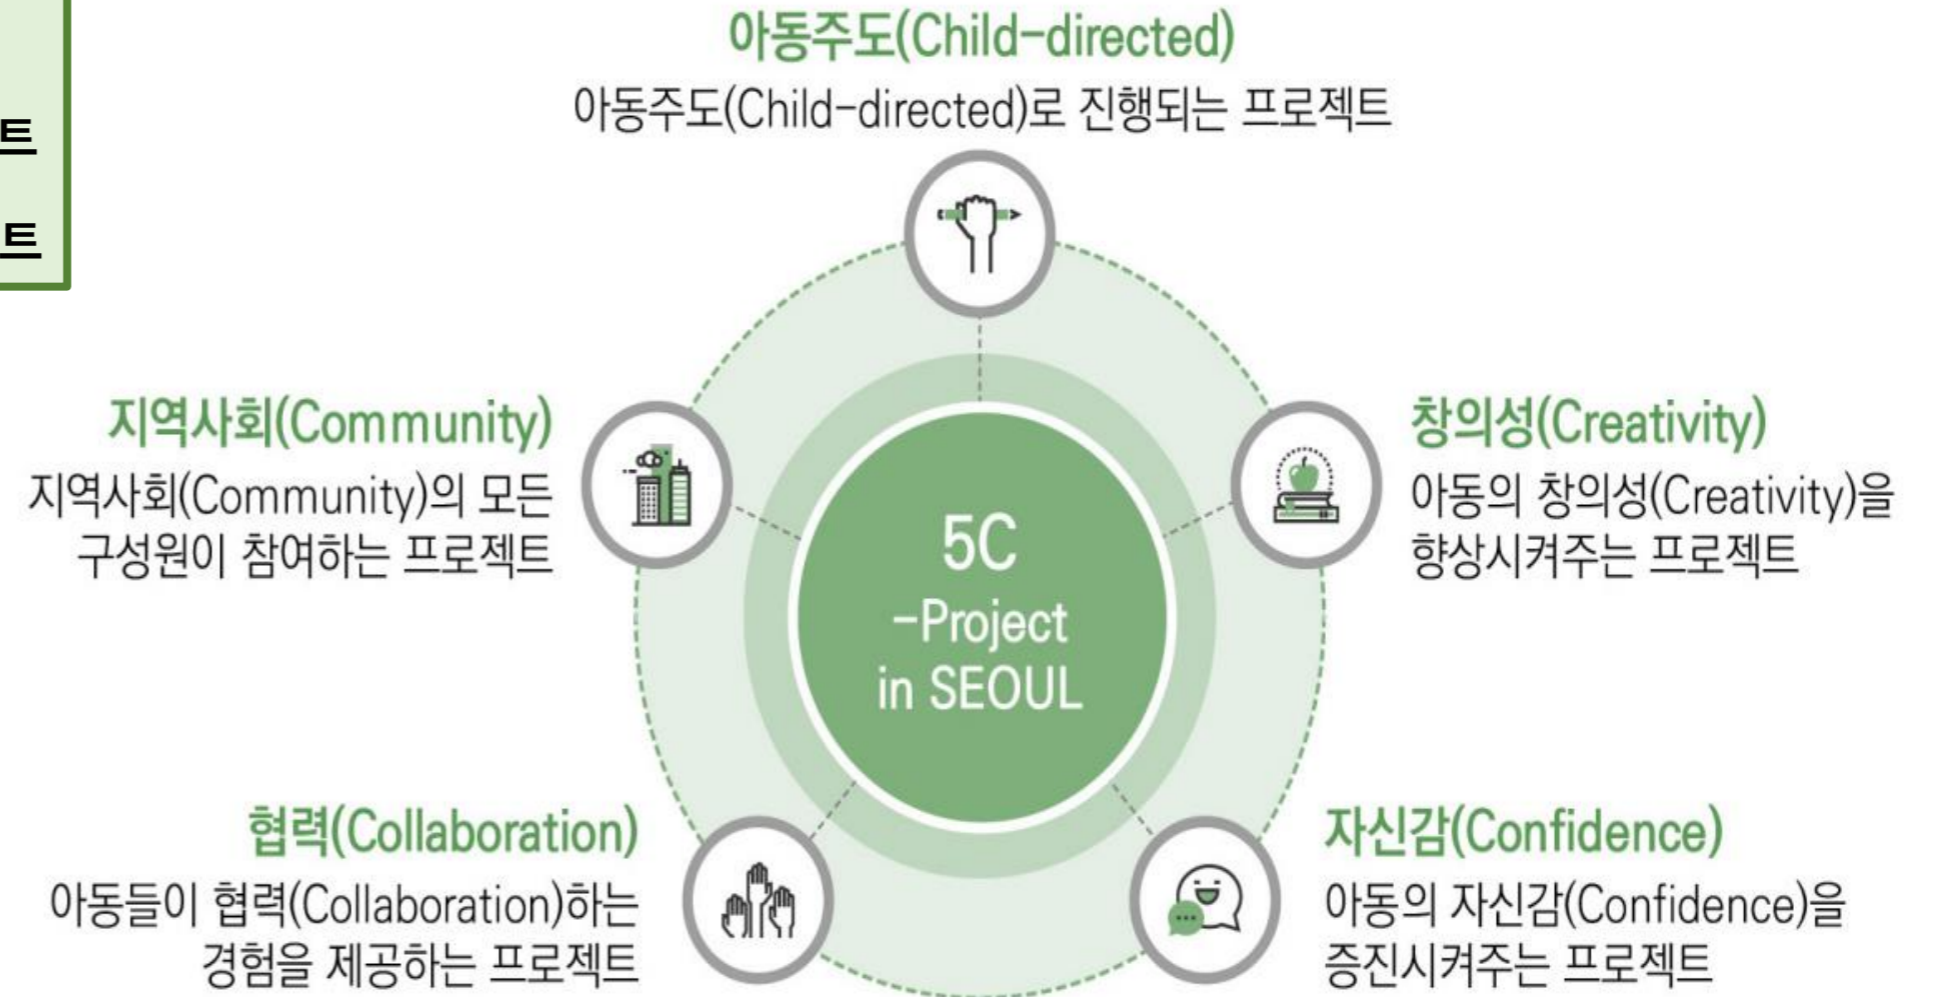 트
트
아동주도(Child-directed)
아동주도(Child-directed)로 진행되는 프로젝트
지역사회(Community)
지역사회(Community)의 모든
구성원이 참여하는 프로젝트
창의성(Creativity)
아동의 창의성(Creativity)을
향상시켜주는 프로젝트
5C
-Project
in SEOUL
협력(Collaboration)
아동들이 협력(Collaboration)하는
경험을 제공하는 프로젝트
자신감(Confidence)
아동의 자신감(Confidence)을
증진시켜주는 프로젝트